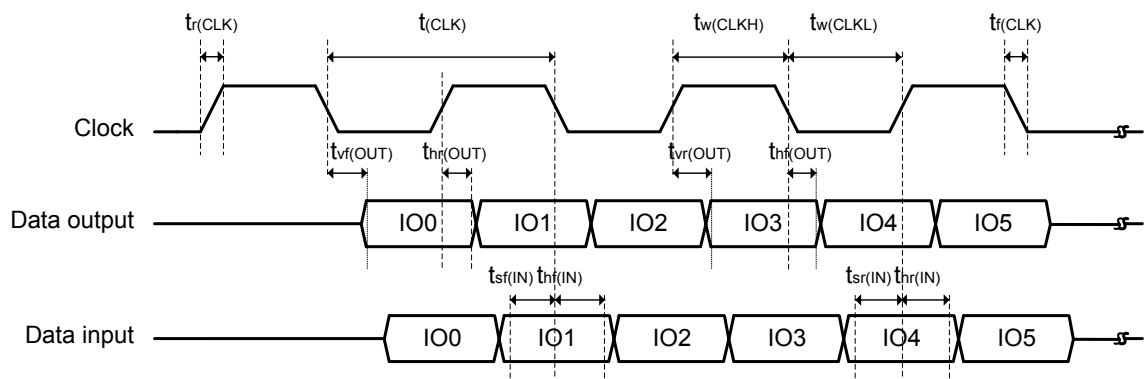 tr(CLK) t(CLK) tw(CLKH) tw(CLKL) tf(CLK)
Clock
tvf(OUT) thr(OUT) tvr(OUT) thf(OUT)
Data output IO0 IO1 IO2 IO3 IO4 IO5
tsf(IN) thf(IN) tsr(IN) thr(IN)
Data input IO0 IO1 IO2 IO3 IO4 IO5